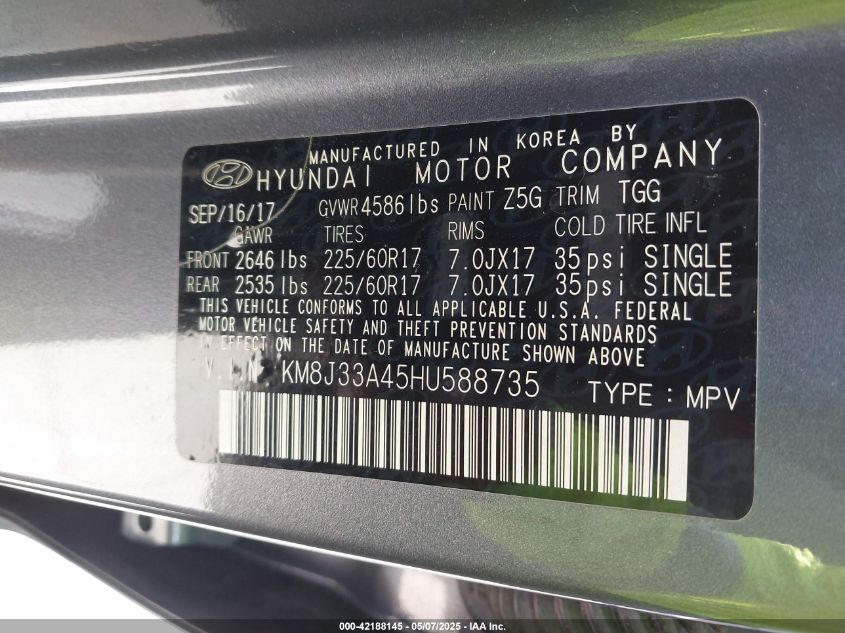 MANUFACTURED IN KOREA BY
HYUNDAI MOTOR COMPANY
SEP/16/17 GVWR 4586 lbs PAINT Z5G TRIM TGG
GAWR TIRES RIMS COLD TIRE INFL
FRONT 2646 lbs 225/60R17 7.0JX17 35psi SINGLE
REAR 2535 lbs 225/60R17 7.0JX17 35psi SINGLE
THIS VEHICLE CONFORMS TO ALL APPLICABLE U.S.A. FEDERAL
MOTOR VEHICLE SAFETY AND THEFT PREVENTION STANDARDS
IN EFFECT ON THE DATE OF MANUFACTURE SHOWN ABOVE
V.I.N: KM8J33A45HU588735 TYPE : MPV
000-42188145 - 05/07/2025 - IAA Inc.